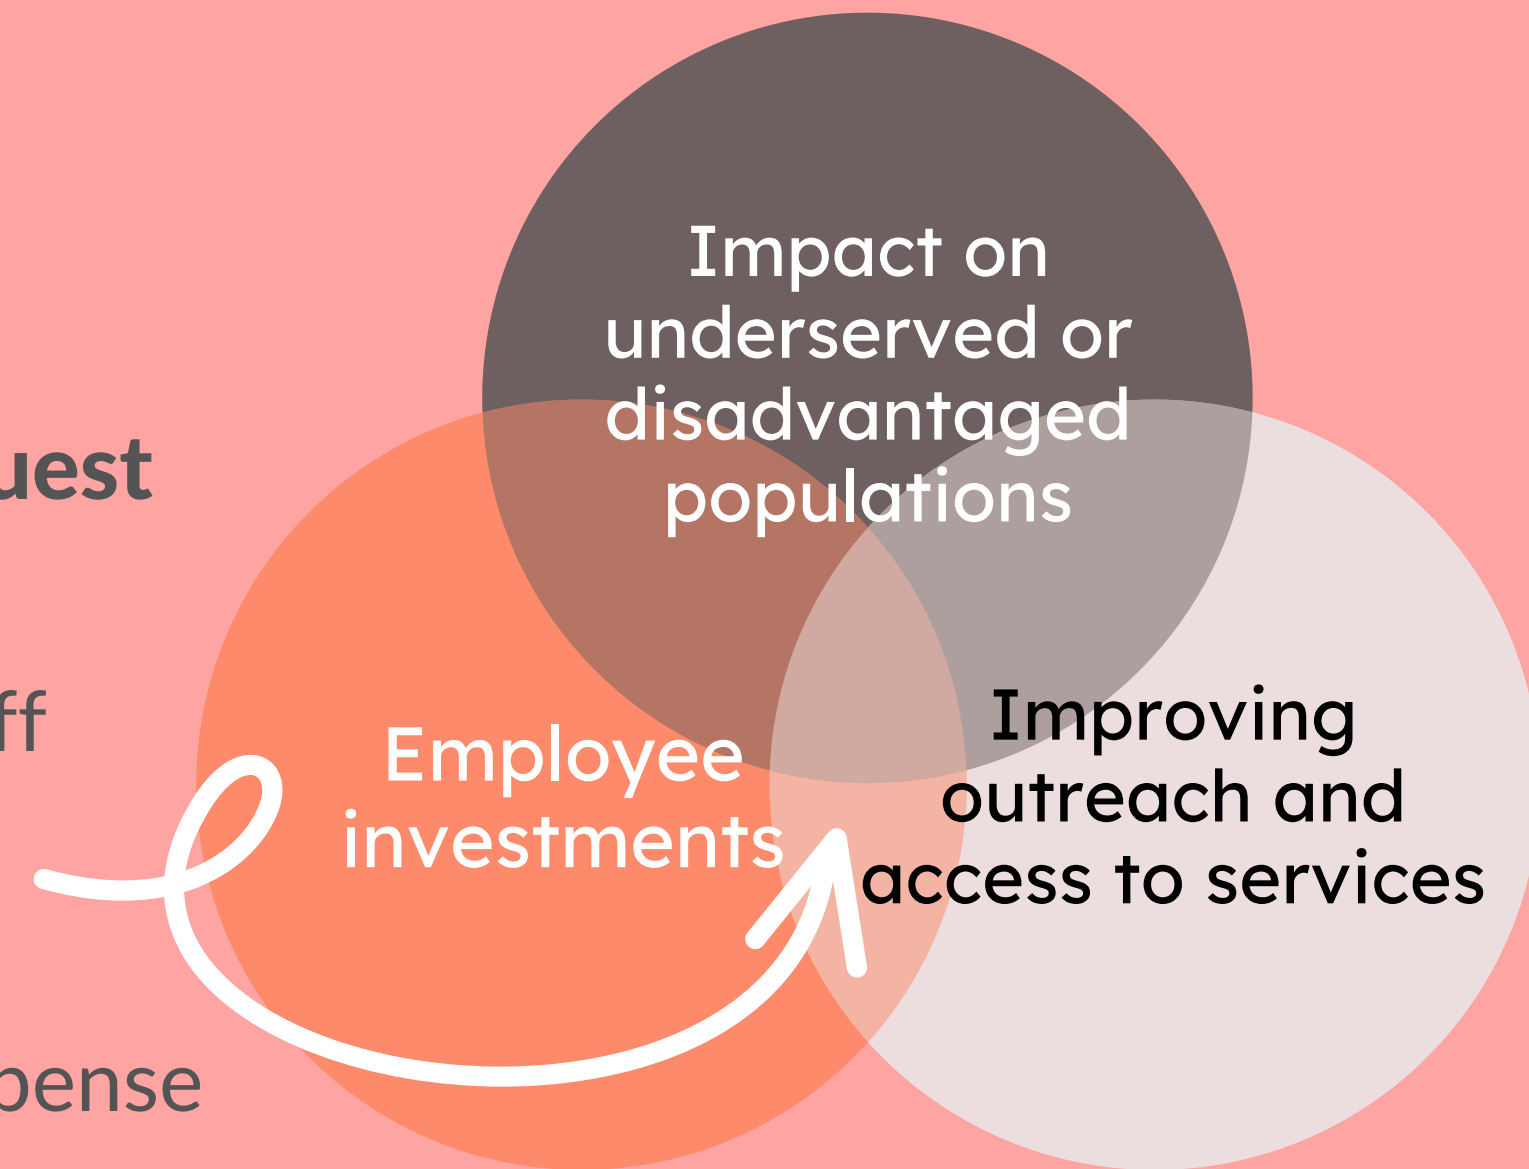 Impact on
underserved or
disadvantaged
populations
uest
ff
Employee
investments
Improving
outreach and
access to services
pense